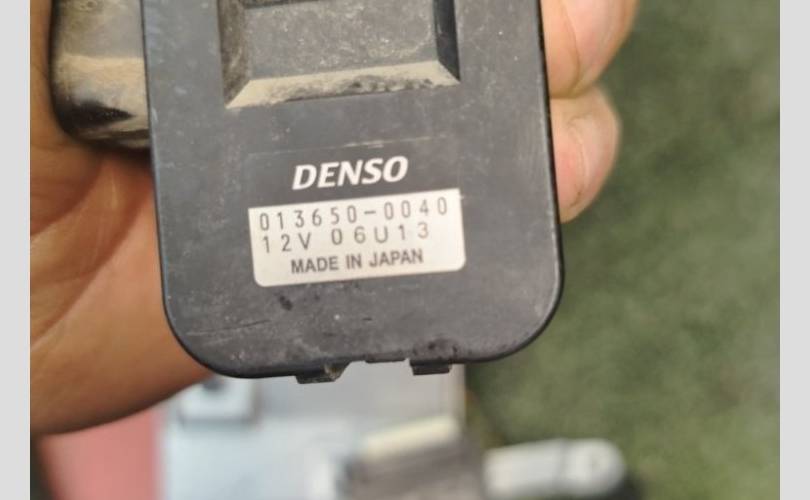 DENSO
013650-0040
12V 06U13
MADE IN JAPAN